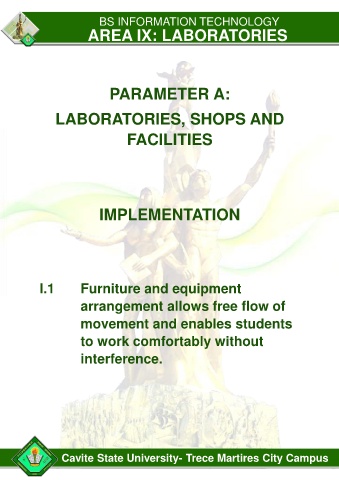 BS INFORMATION TECHNOLOGY
AREA IX: LABORATORIES
PARAMETER A:
LABORATORIES, SHOPS AND
FACILITIES
IMPLEMENTATION
I.1 Furniture and equipment
arrangement allows free flow of
movement and enables students
to work comfortably without
interference.
Cavite State University- Trece Martires City Campus